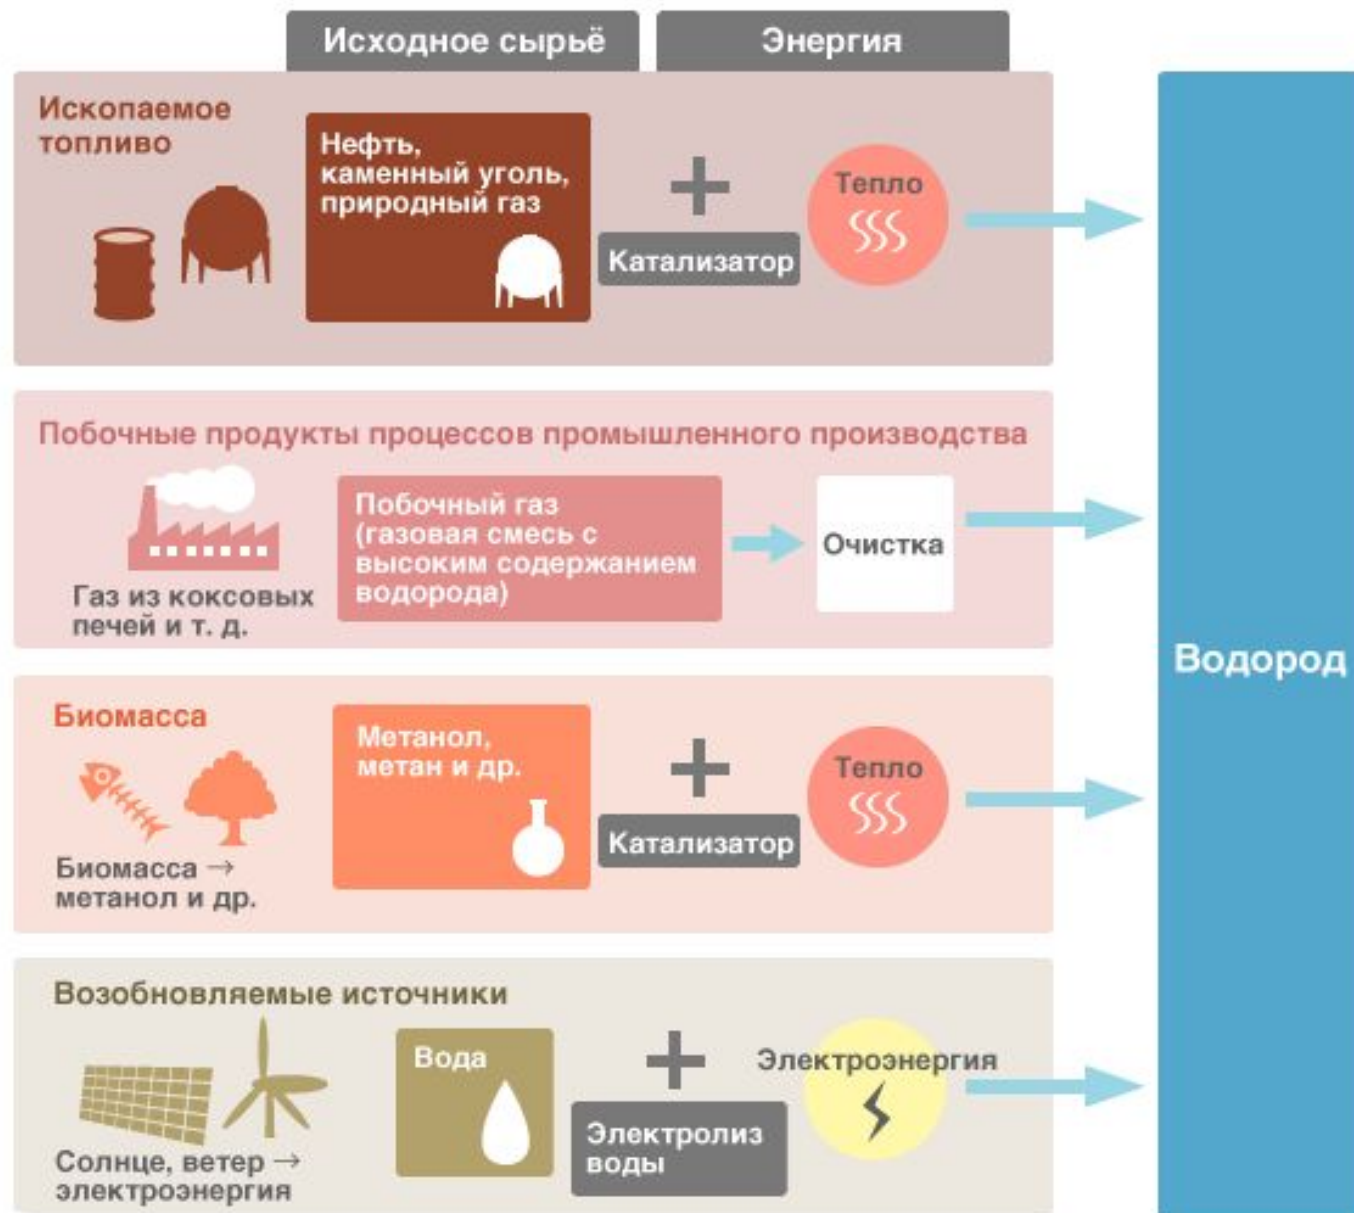 Исходное сырьё
Энергия
Ископаемое
топливо
Нефть,
каменный уголь,
природный газ
Катализатор
Тепло
Побочные продукты процессов промышленного производства
Газ из коксовых
печей и т. д.
Побочный газ
(газовая смесь с
высоким содержанием
водорода)
Очистка
Водород
Биомасса
Биомасса →
метанол и др.
Метанол,
метан и др.
Катализатор
Тепло
Возобновляемые источники
Солнце, ветер →
электроэнергия
Вода
Электролиз
воды
Электроэнергия